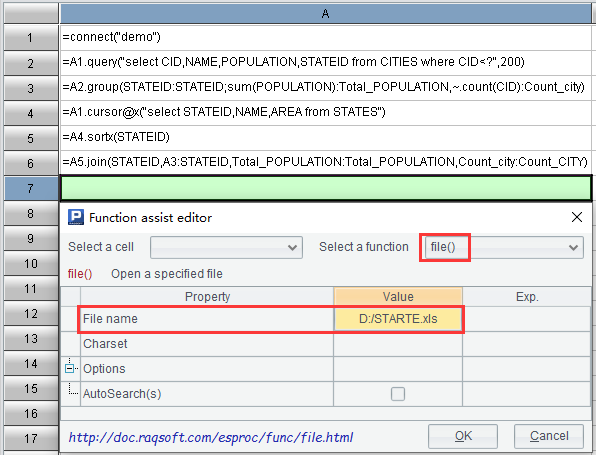 A
1 =connect("demo")
2 =A1.query("select CID,NAME,POPULATION,STATEID from CITIES where CID<?",200)
3 =A2.group(STATEID:STATEID;sum(POPULATION):Total_POPULATION,~.count(CID):Count_city)
4 =A1.cursor@x("select STATEID,NAME,AREA from STATES")
5 =A4.sortx(STATEID)
6 =A5.join(STATEID,A3:STATEID,Total_POPULATION:Total_POPULATION,Count_city:Count_CITY)
7
8 Function assist editor
9 Select a cell Select a function file()
10 file() Open a specified file
11 Property Value Exp.
12 File name D:/STARTE.xls
13 Charset
14 Options
15 AutoSearch(s)
16
17 http://doc.raqsoft.com/esproc/func/file.html OK Cancel